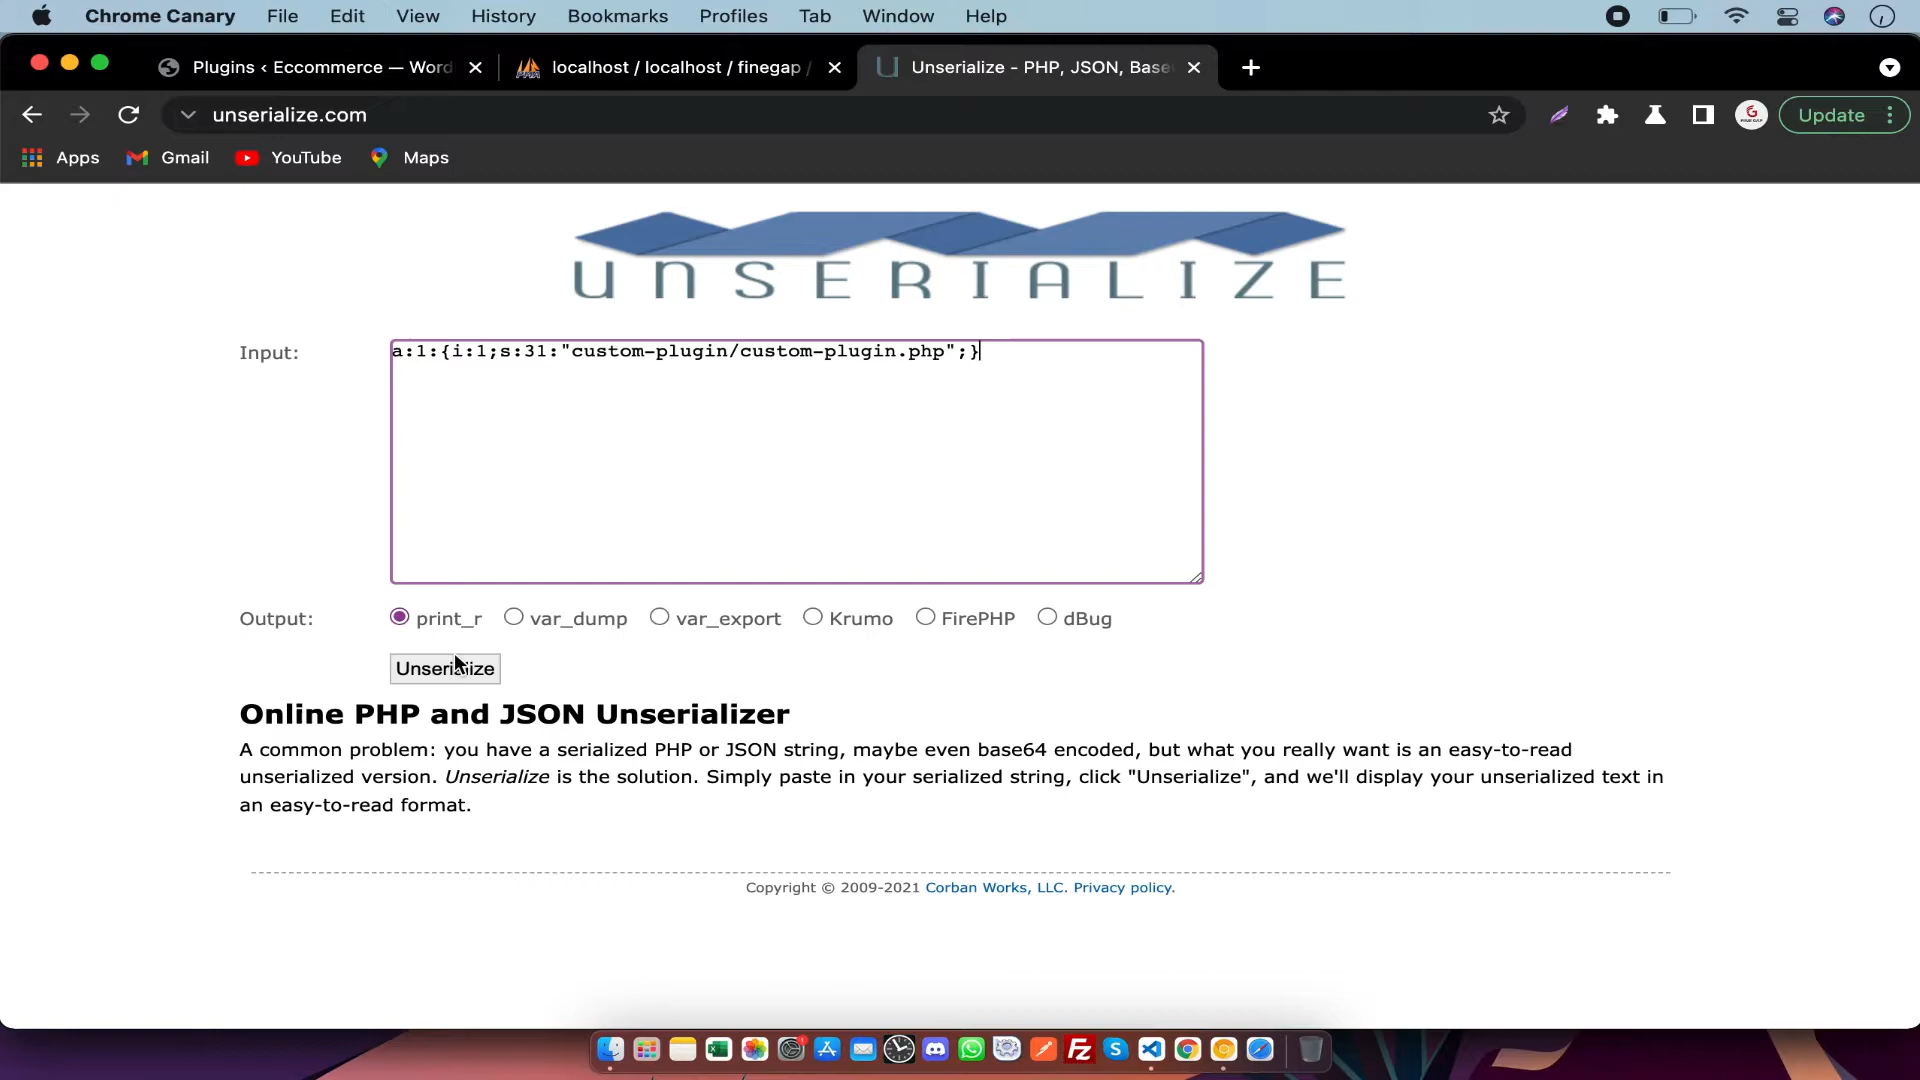 Chrome Canary File Edit View History Bookmarks Profiles Tab Window Help
Plugins ‹ Eccommerce — Word localhost / localhost / finegap / Unserialize - PHP, JSON, Base
unserialize.com Update
Apps Gmail YouTube Maps
UNSERIALIZE
Input: a:1:{i:1;s:31:"custom-plugin/custom-plugin.php";}
Output: print_r var_dump var_export Krumo FirePHP dBug
Unserialize
Online PHP and JSON Unserializer
A common problem: you have a serialized PHP or JSON string, maybe even base64 encoded, but what you really want is an easy-to-read
unserialized version. Unserialize is the solution. Simply paste in your serialized string, click "Unserialize", and we'll display your unserialized text in
an easy-to-read format.
Copyright © 2009-2021 Corban Works, LLC. Privacy policy.